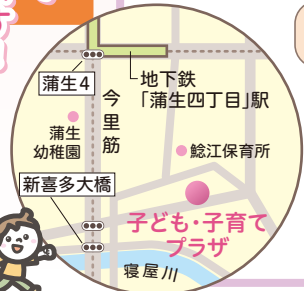 蒲生4
地下鉄
「蒲生四丁目」駅
今里筋
蒲生
幼稚園
鯰江保育所
新喜多大橋
子ども・子育て
プラザ
寝屋川